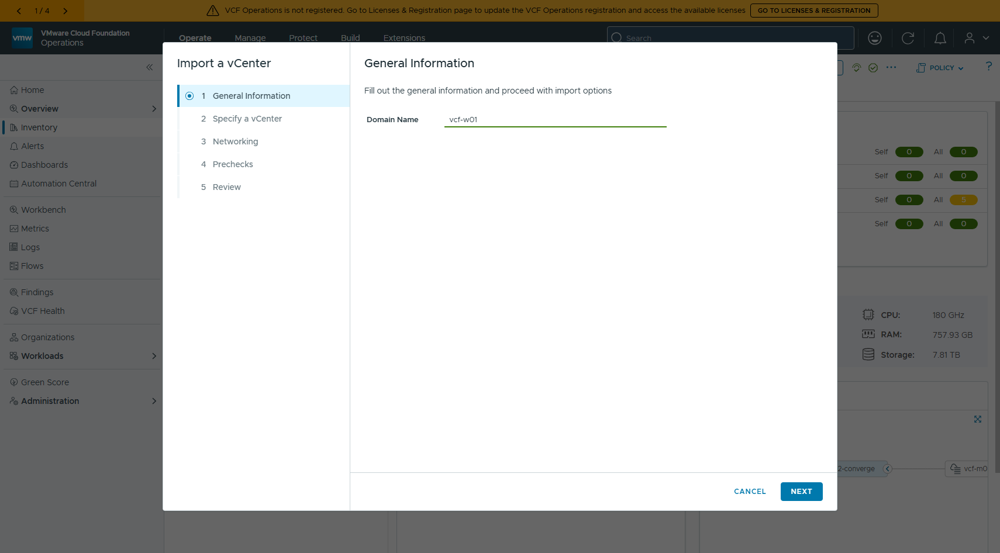 1 / 4
VCF Operations is not registered. Go to Licenses & Registration page to update the VCF Operations registration and access the available licenses
GO TO LICENSES & REGISTRATION
vmw
VMware Cloud Foundation
Operations
Operate
Manage
Protect
Build
Extensions
Search
Home
Overview
Inventory
Alerts
Dashboards
Automation Central
Workbench
Metrics
Logs
Flows
Findings
VCF Health
Organizations
Workloads
Green Score
Administration
Import a vCenter
1 General Information
2 Specify a vCenter
3 Networking
4 Prechecks
5 Review
General Information
Fill out the general information and proceed with import options
Domain Name vcf-w01
CANCEL
NEXT
POLICY
?
Self 0 All 0
Self 0 All 0
Self 0 All 5
Self 0 All 0
CPU: 180 GHz
RAM: 757.93 GB
Storage: 7.81 TB
2-converge
vcf-m0